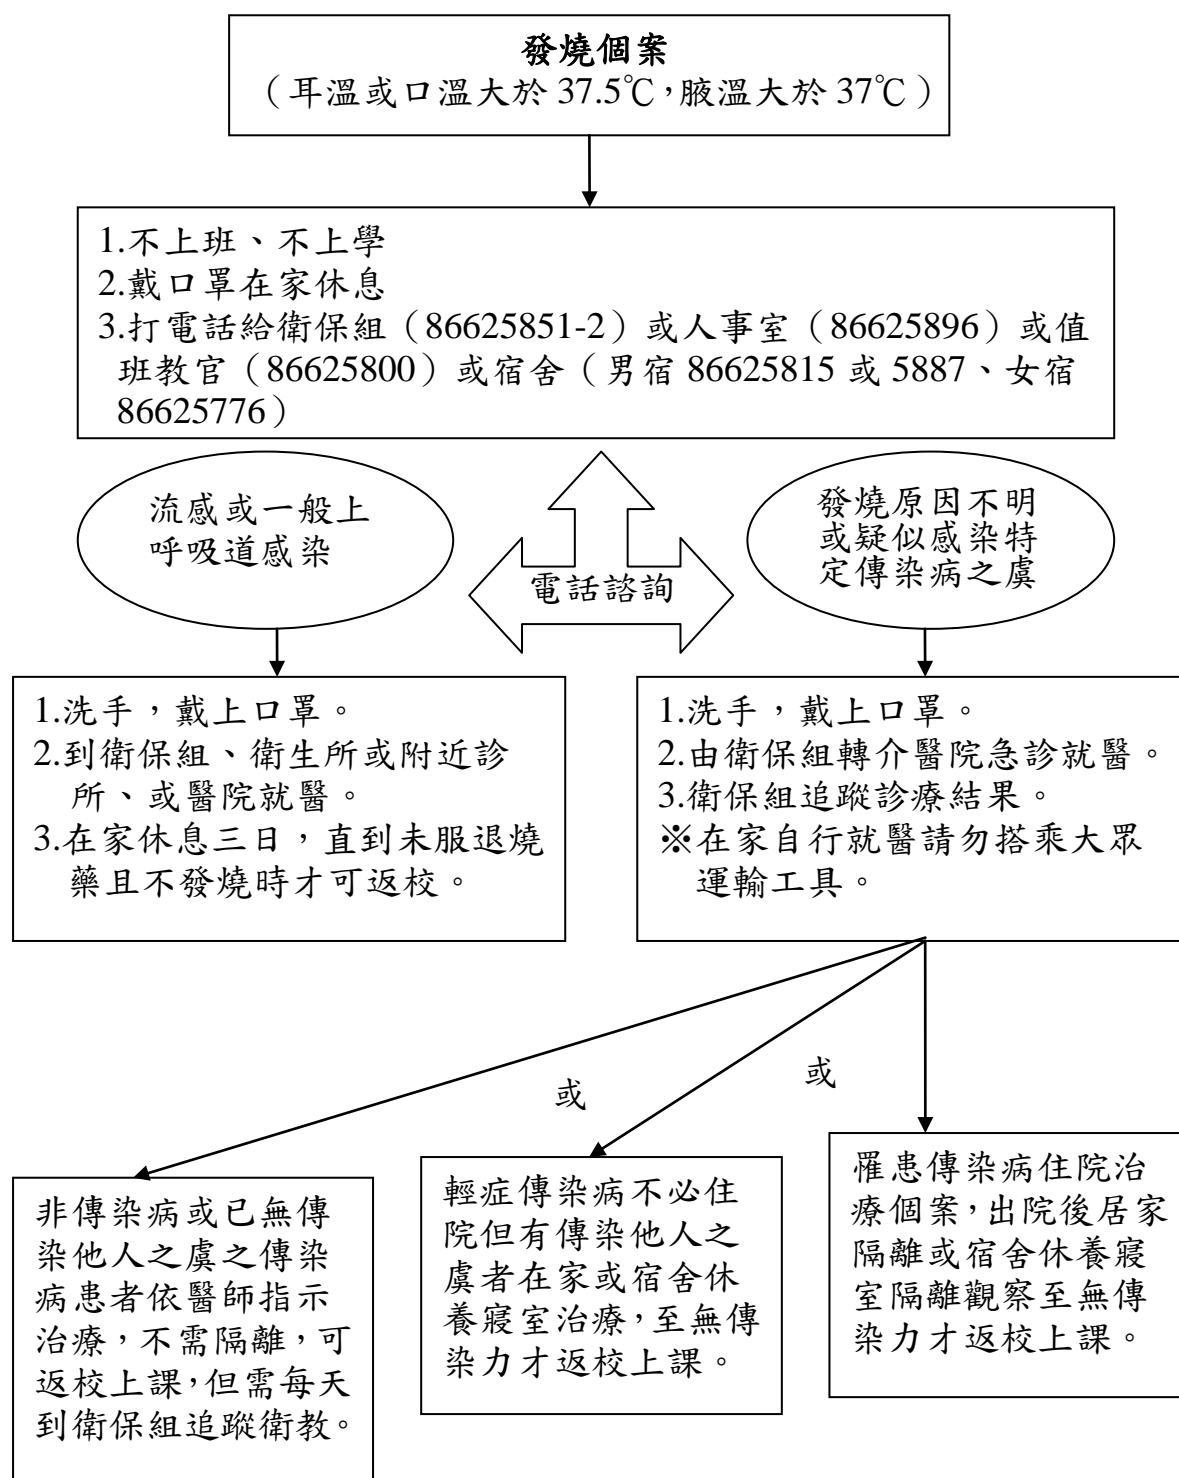 發燒個案
（耳溫或口溫大於 37.5℃，腋溫大於 37℃）
1.不上班、不上學
2.戴口罩在家休息
3.打電話給衛保組（86625851-2）或人事室（86625896）或值
班教官（86625800）或宿舍（男宿 86625815 或 5887、女宿
86625776）
流感或一般上
呼吸道感染
電話諮詢
發燒原因不明
或疑似感染特
定傳染病之虞
1.洗手，戴上口罩。
2.到衛保組、衛生所或附近診
所、或醫院就醫。
3.在家休息三日，直到未服退燒
藥且不發燒時才可返校。
1.洗手，戴上口罩。
2.由衛保組轉介醫院急診就醫。
3.衛保組追蹤診療結果。
※在家自行就醫請勿搭乘大眾
運輸工具。
或
或
非傳染病或已無傳
染他人之虞之傳染
病患者依醫師指示
治療，不需隔離，可
返校上課，但需每天
到衛保組追蹤衛教。
輕症傳染病不必住
院但有傳染他人之
虞者在家或宿舍休
養寢室治療，至無傳
染力才返校上課。
罹患傳染病住院治
療個案，出院後居家
隔離或宿舍休養寢
室隔離觀察至無傳
染力才返校上課。